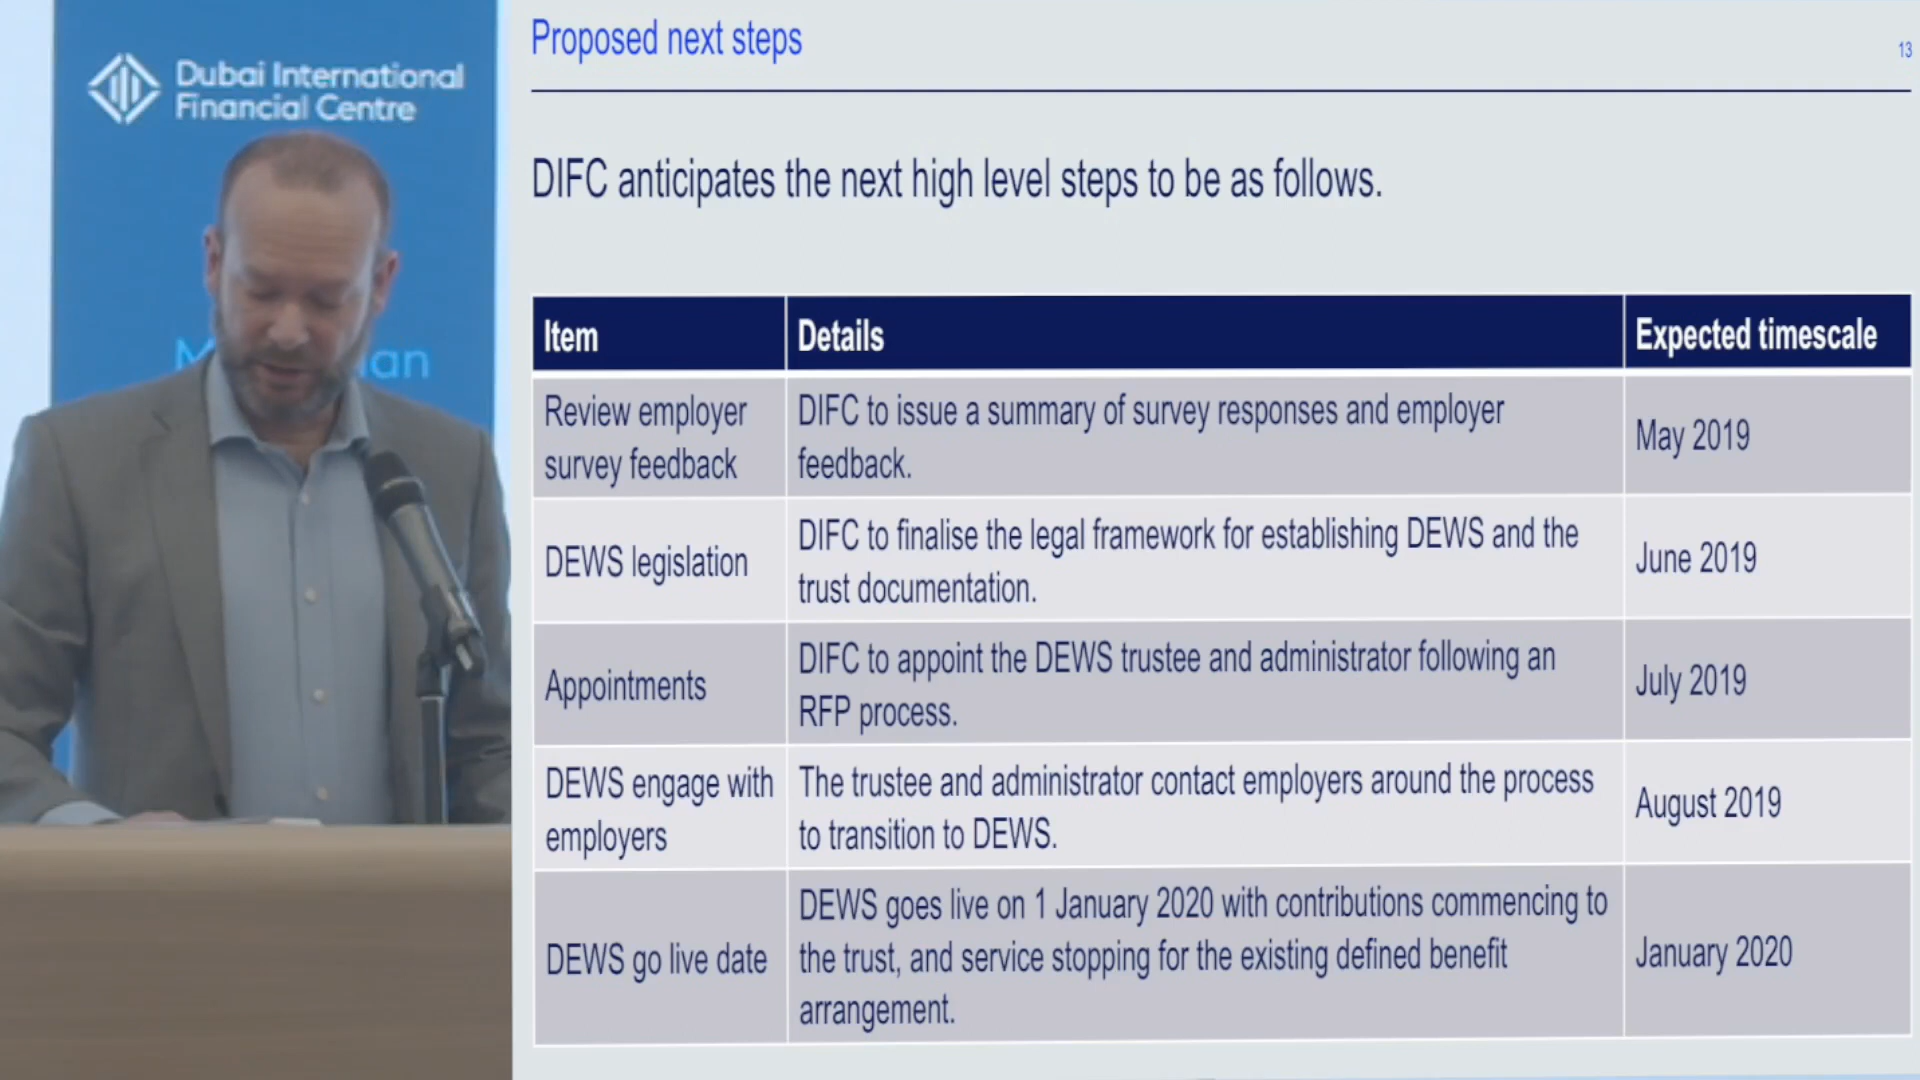 Dubai International
Financial Centre
Proposed next steps
13
DIFC anticipates the next high level steps to be as follows.
Item
Details
Expected timescale
Review employer
survey feedback
DIFC to issue a summary of survey responses and employer
feedback.
May 2019
DEWS legislation
DIFC to finalise the legal framework for establishing DEWS and the
trust documentation.
June 2019
Appointments
DIFC to appoint the DEWS trustee and administrator following an
RFP process.
July 2019
DEWS engage with
employers
The trustee and administrator contact employers around the process
to transition to DEWS.
August 2019
DEWS go live date
DEWS goes live on 1 January 2020 with contributions commencing to
the trust, and service stopping for the existing defined benefit
arrangement.
January 2020